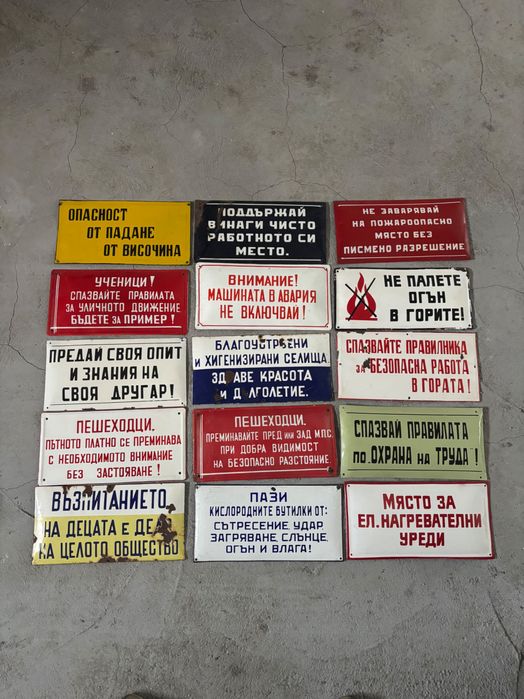 ОПАСНОСТ
ОТ ПАДАНЕ
ОТ ВИСОЧИНА
ПОДДЪРЖАЙ
ВИНАГИ ЧИСТО
РАБОТНОТО СИ
МЕСТО.
НЕ ЗАВАРЯВАЙ
НА ПОЖАРООПАСНО
МЯСТО БЕЗ
ПИСМЕНО РАЗРЕШЕНИЕ
УЧЕНИЦИ!
СПАЗВАЙТЕ ПРАВИЛАТА
ЗА УЛИЧНОТО ДВИЖЕНИЕ
БЪДЕТЕ ЗА ПРИМЕР!
ВНИМАНИЕ!
МАШИНАТА В АВАРИЯ
НЕ ВКЛЮЧВАЙ!
НЕ ПАЛЕТЕ
ОГЪН
В ГОРИТЕ!
ПРЕДАЙ СВОЯ ОПИТ
И ЗНАНИЯ НА
СВОЯ ДРУГАР!
БЛАГОУСТРОЕНИ
И ХИГЕНИЗИРАНИ СЕЛИЩА
ЗДРАВЕ КРАСОТА
И ДЪЛГОЛЕТИЕ.
СПАЗВАЙТЕ ПРАВИЛНИКА
ЗА БЕЗОПАСНА РАБОТА
В ГОРАТА!
ПЕШЕХОДЦИ,
ПЪТНОТО ПЛАТНО СЕ ПРЕМИНАВА
С НЕОБХОДИМОТО ВНИМАНИЕ
БЕЗ ЗАСТОЯВАНЕ!
ПЕШЕХОДЦИ,
ПРЕМИНАВАЙТЕ ПРЕД ИЛИ ЗАД МПС
ПРИ ДОБРА ВИДИМОСТ
НА БЕЗОПАСНО РАЗСТОЯНИЕ
СПАЗВАЙ ПРАВИЛАТА
ПО ОХРАНА НА ТРУДА!
ВЪЗПИТАНИЕТО
НА ДЕЦАТА Е ДЕЛО
НА ЦЕЛОТО ОБЩЕСТВО
ПАЗИ
КИСЛОРОДНИТЕ БУТИЛКИ ОТ:
СЪТРЕСЕНИЕ, УДАР
ЗАГРЯВАНЕ, СЛЪНЦЕ,
ОГЪН И ВЛАГА!
МЯСТО ЗА
ЕЛ. НАГРЕВАТЕЛНИ
УРЕДИ